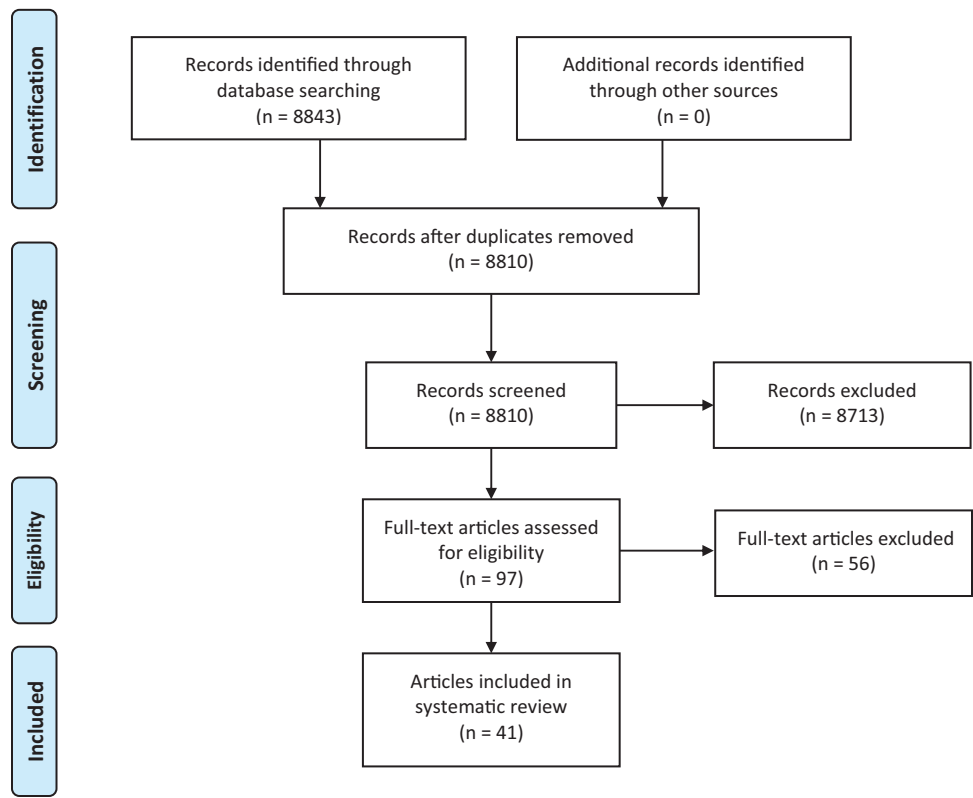 Identification
Records identified through
database searching
(n = 8843)
Additional records identified
through other sources
(n = 0)
Records after duplicates removed
(n = 8810)
Screening
Records screened
(n = 8810)
Records excluded
(n = 8713)
Eligibility
Full-text articles assessed
for eligibility
(n = 97)
Full-text articles excluded
(n = 56)
Included
Articles included in
systematic review
(n = 41)